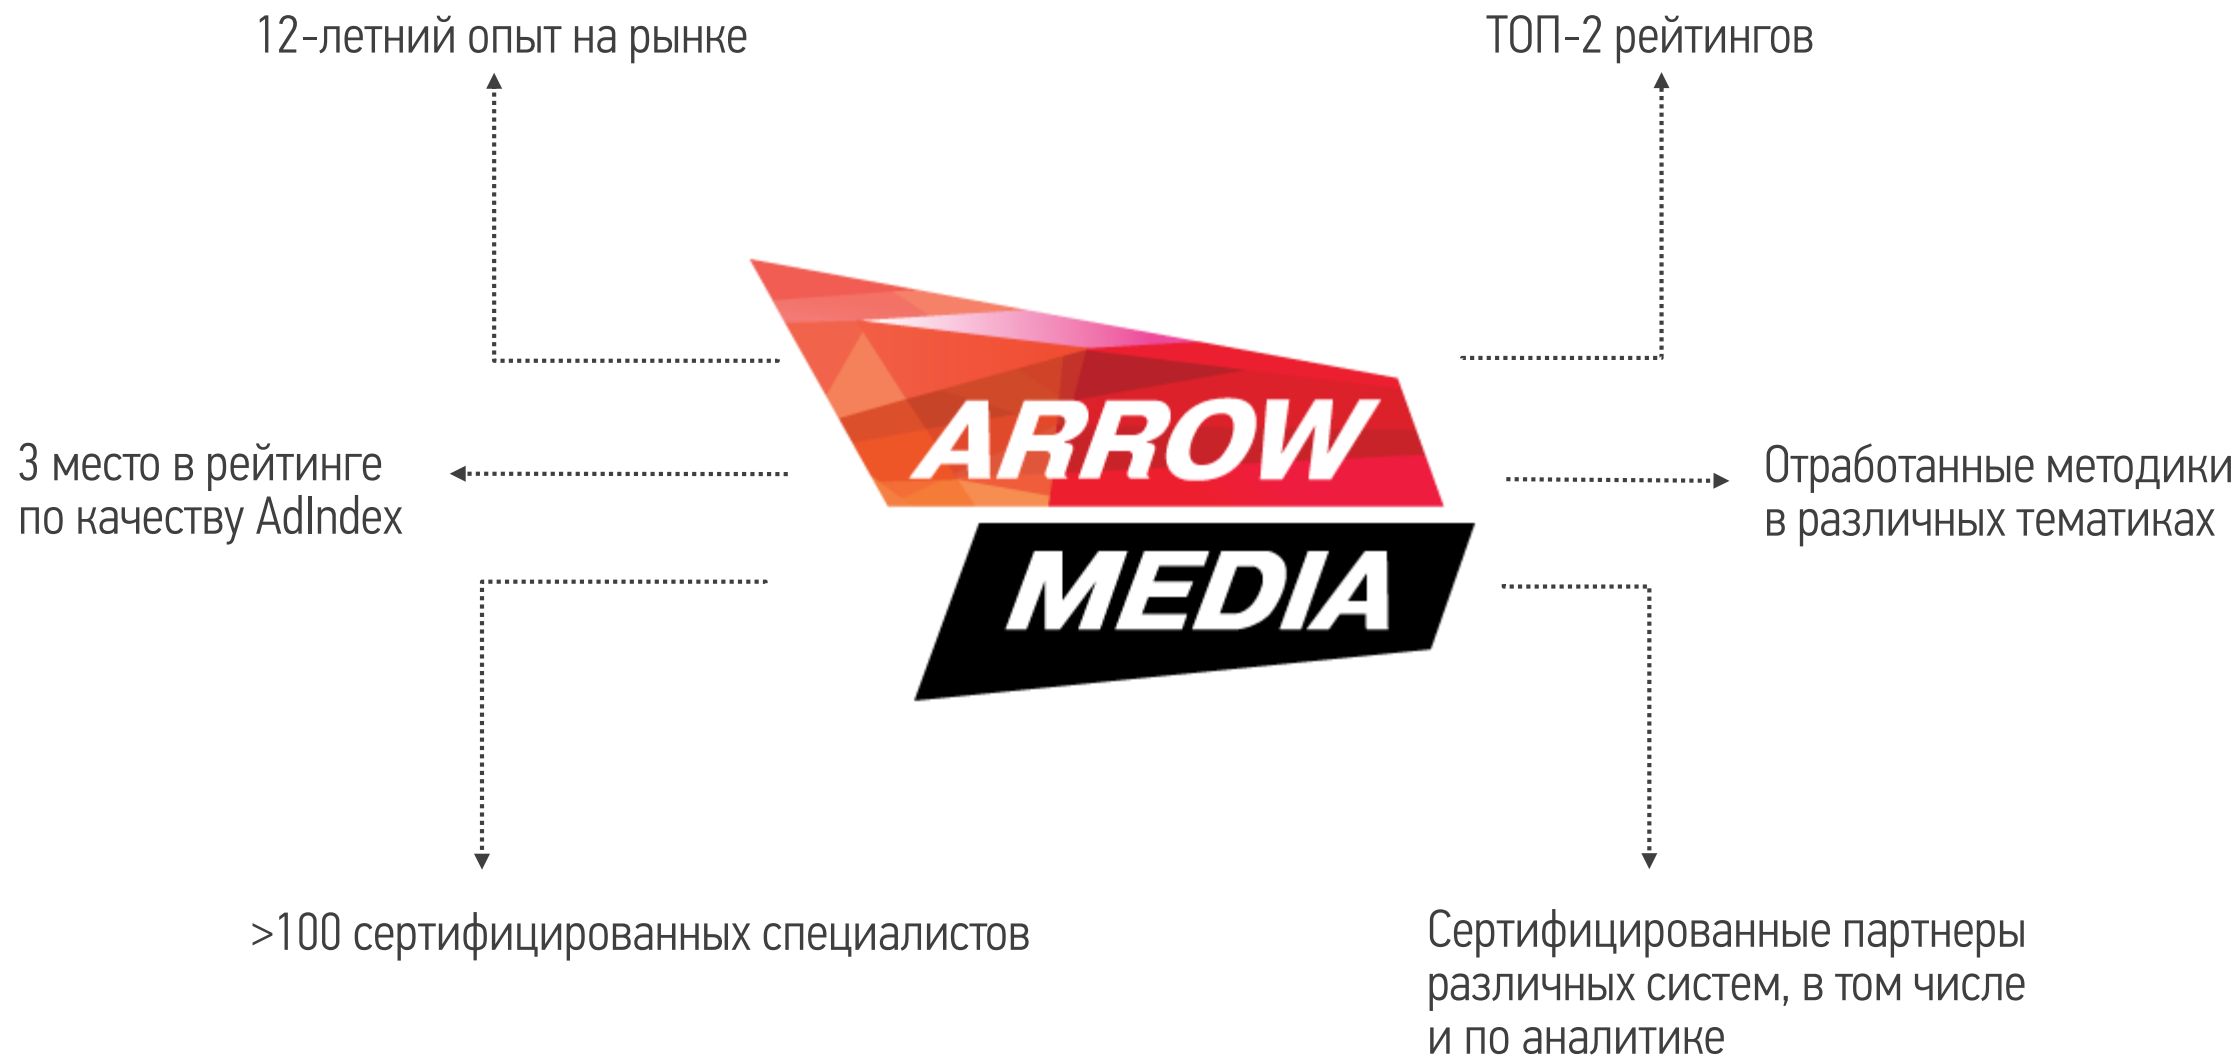 12-летний опыт на рынке
ТОП-2 рейтингов
ARROW
MEDIA
3 место в рейтинге
по качеству AdIndex
Отработанные методики
в различных тематиках
>100 сертифицированных специалистов
Сертифицированные партнеры
различных систем, в том числе
и по аналитике